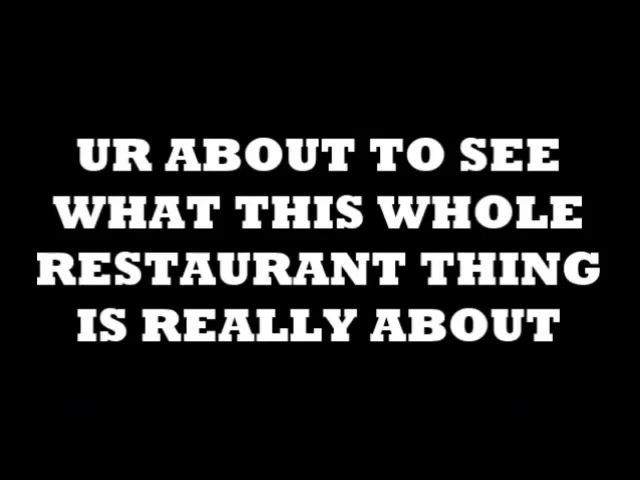 UR ABOUT TO SEE
WHAT THIS WHOLE
RESTAURANT THING
IS REALLY ABOUT